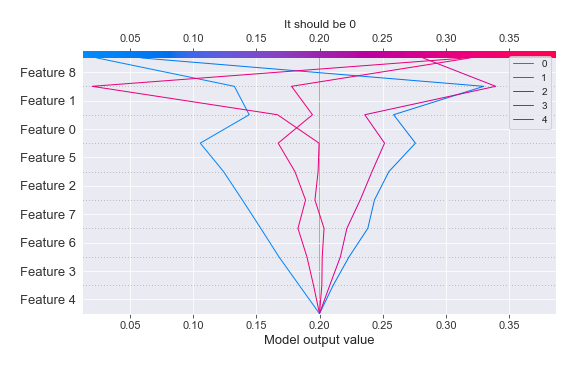 It should be 0
0.05 0.10 0.15 0.20 0.25 0.30 0.35
0
1
2
3
4
Feature 8
Feature 1
Feature 0
Feature 5
Feature 2
Feature 7
Feature 6
Feature 3
Feature 4
0.05 0.10 0.15 0.20 0.25 0.30 0.35
Model output value